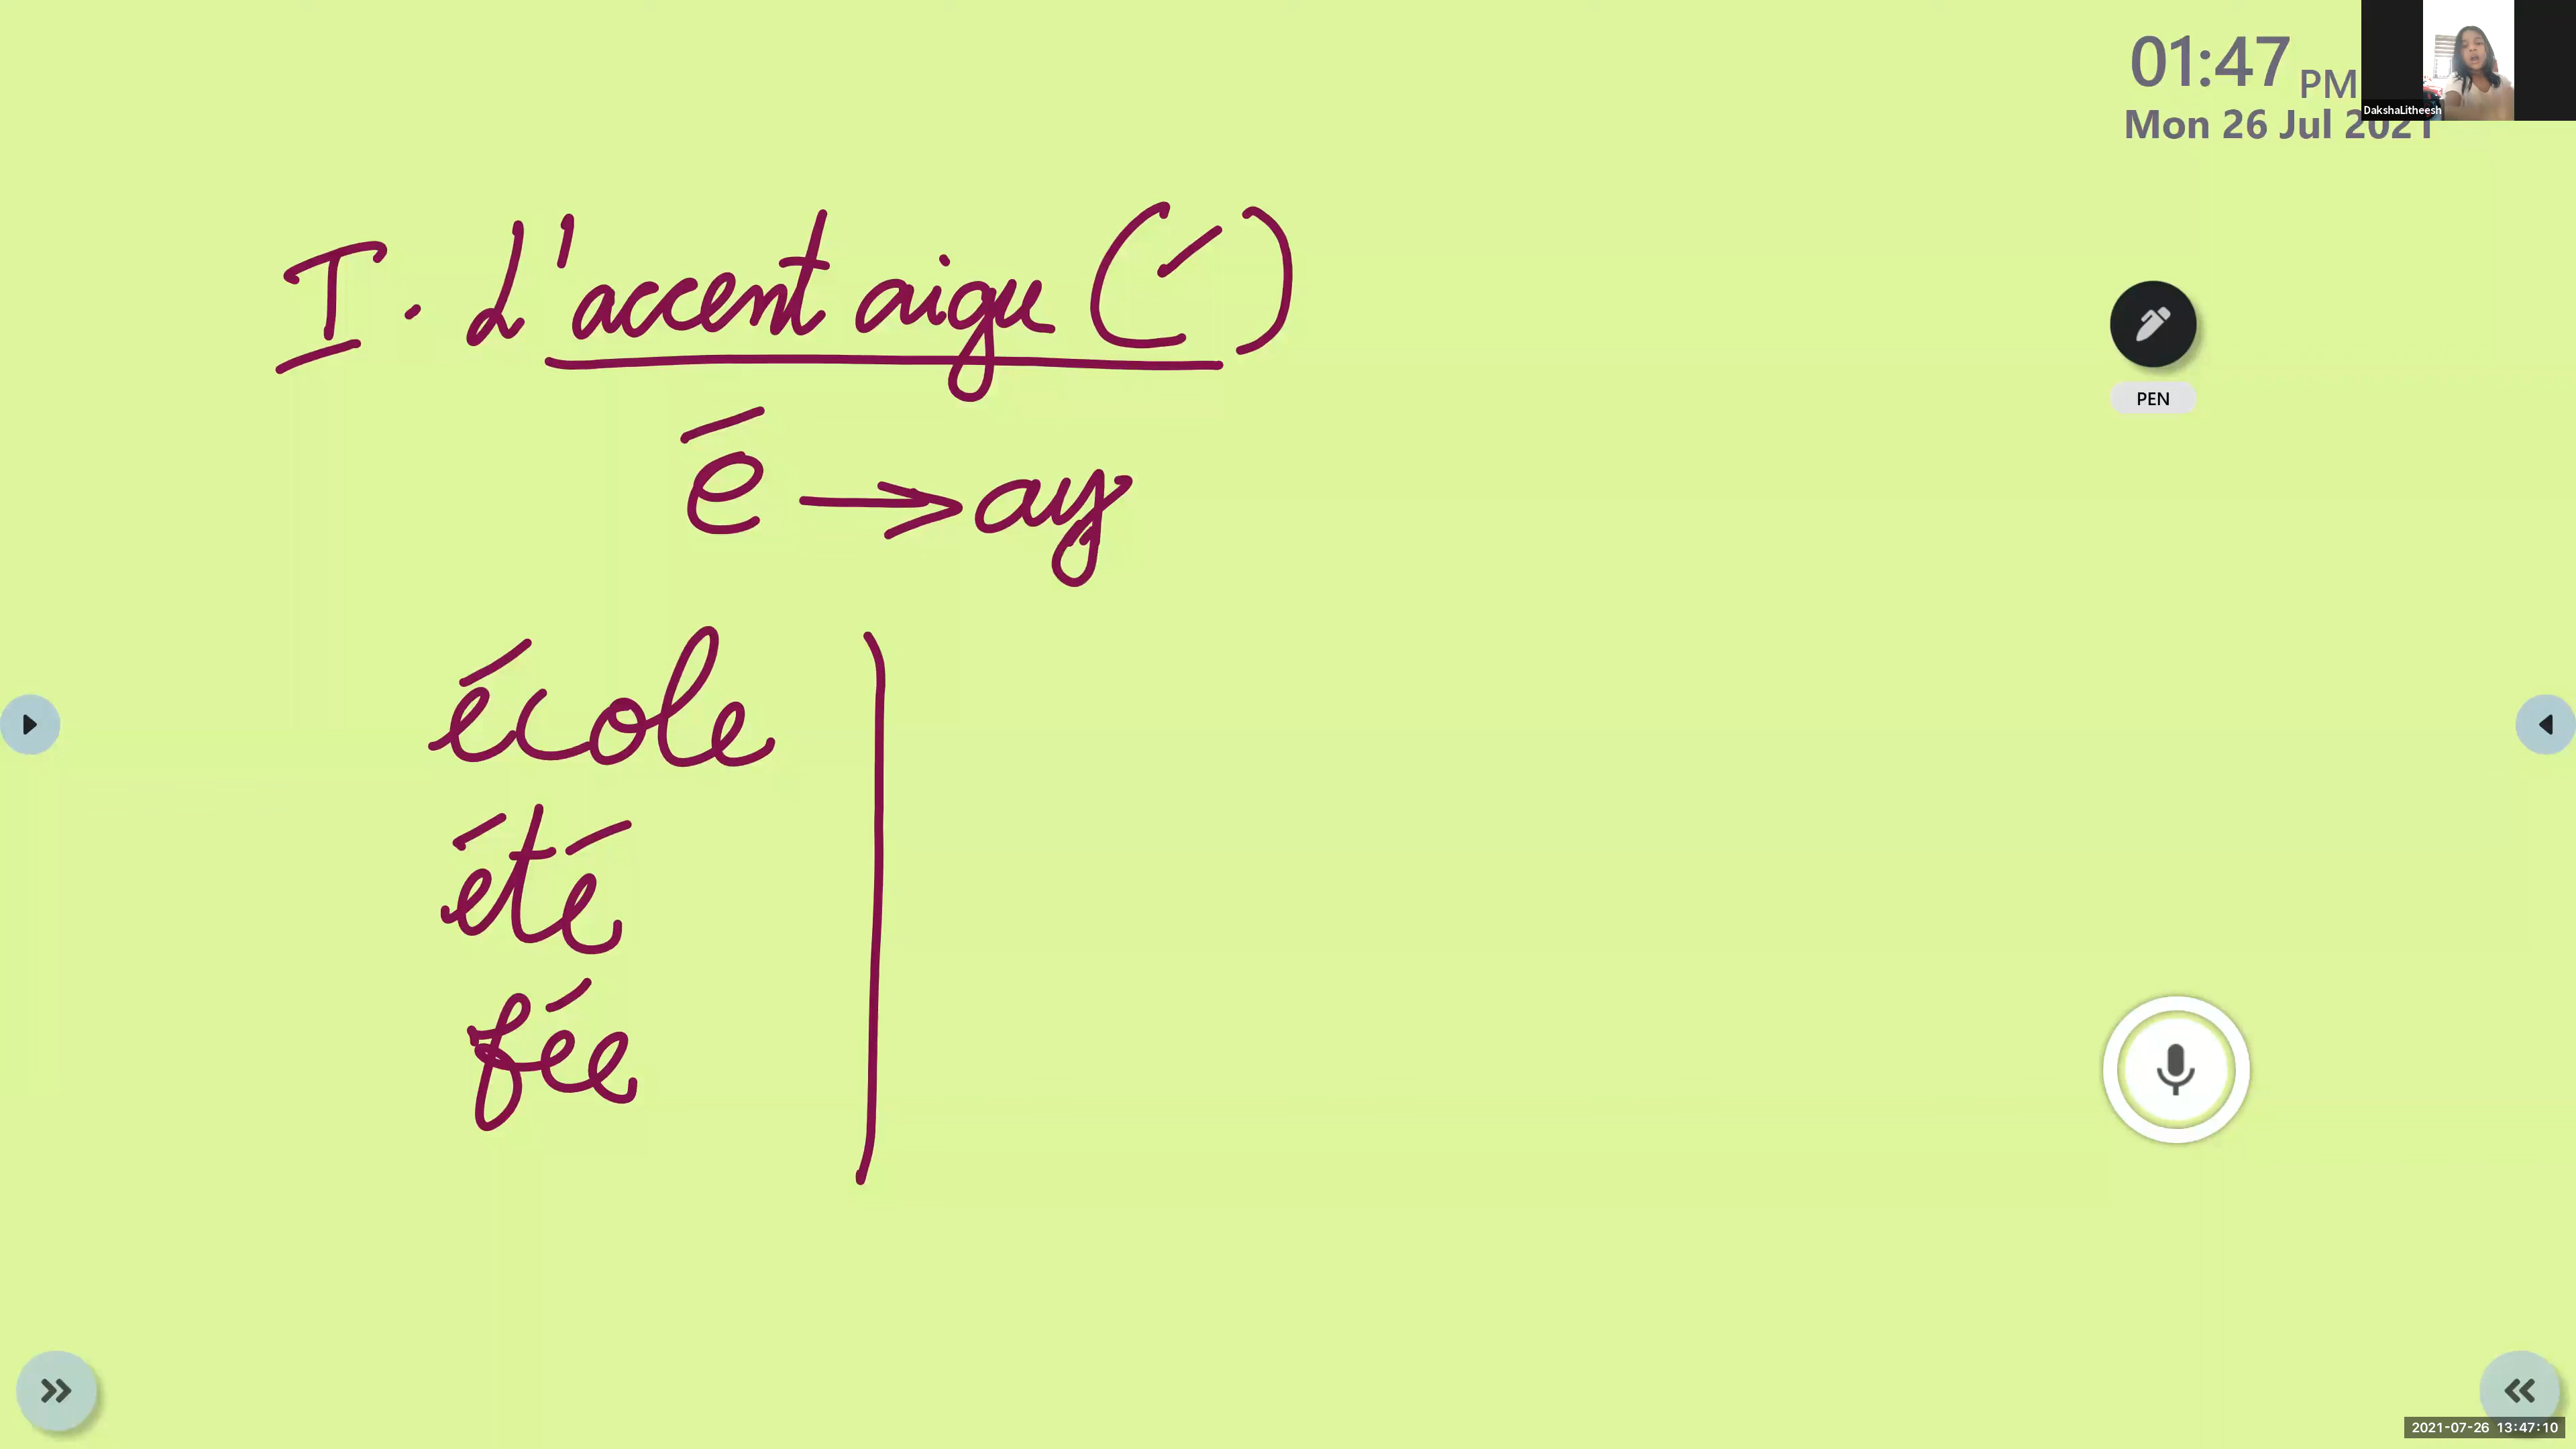 01:47 PM
DakshaLitheesh
Mon 26 Jul 2021
I. L'accent aigu (´)
é → ay
PEN
école
été
fée
2021-07-26 13:47:10